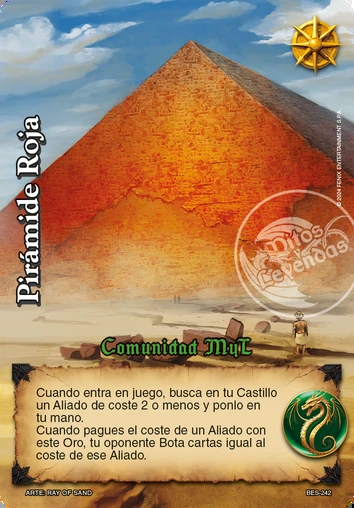 Pirámide Roja
© 2024 FENIX ENTERTAINMENT S.P.A.
Mitos y
Leyendas
Comunidad MyL
Cuando entra en juego, busca en tu Castillo
un Aliado de coste 2 o menos y ponlo en
tu mano.
Cuando pagues el coste de un Aliado con
este Oro, tu oponente Bota cartas igual al
coste de ese Aliado.
ARTE: RAY OF SAND
BES-242